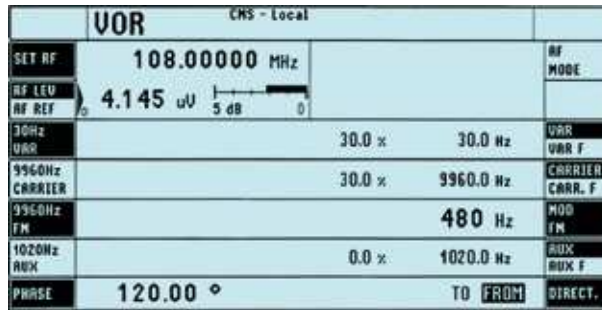 VOR CMS - Local
SET RF 108.00000 MHz AF MODE
RF LEV RF REF 4.145 uV 5 dB 0
30Hz VAR 30.0 % 30.0 Hz VAR VAR F
9960Hz CARRIER 30.0 % 9960.0 Hz CARRIER CARR. F
9960Hz FM 480 Hz MOD FM
1020Hz AUX 0.0 % 1020.0 Hz AUX AUX F
PHASE 120.00 ° TO FROM DIRECT.